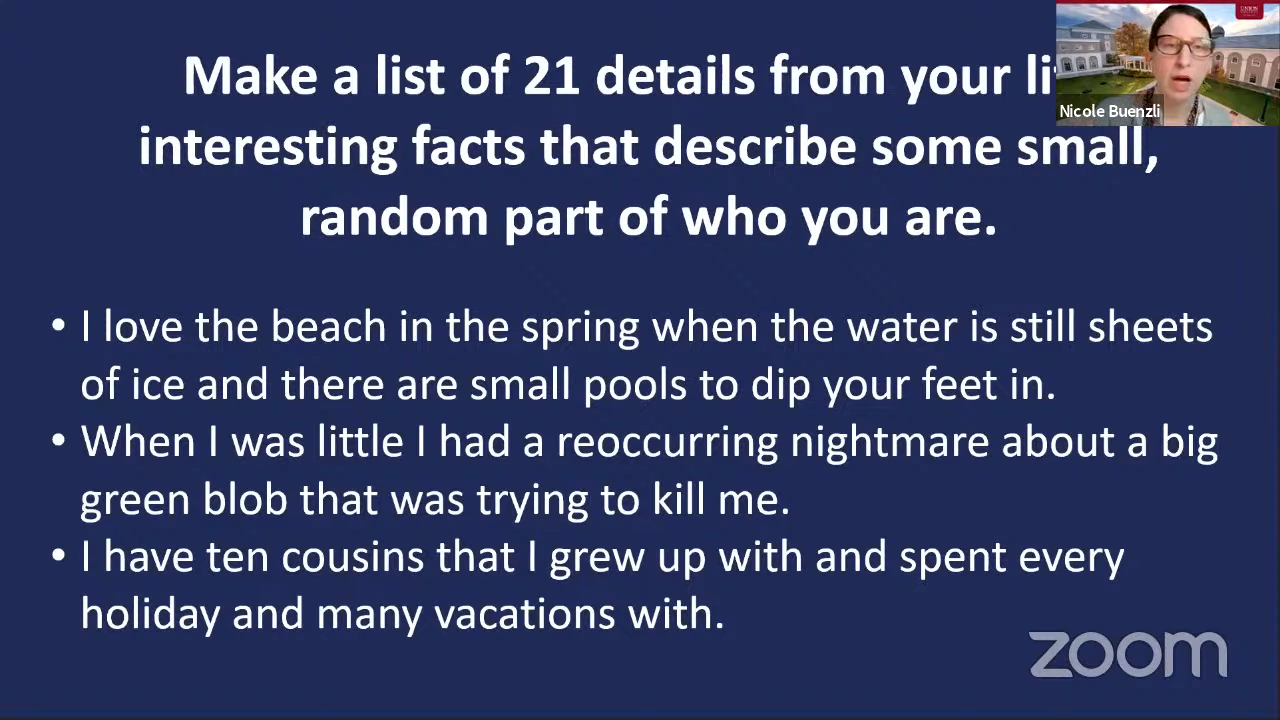 Make a list of 21 details from your li
interesting facts that describe some small,
random part of who you are.
• I love the beach in the spring when the water is still sheets
of ice and there are small pools to dip your feet in.
• When I was little I had a reoccurring nightmare about a big
green blob that was trying to kill me.
• I have ten cousins that I grew up with and spent every
holiday and many vacations with.
UNION
Nicole Buenzli
zoom